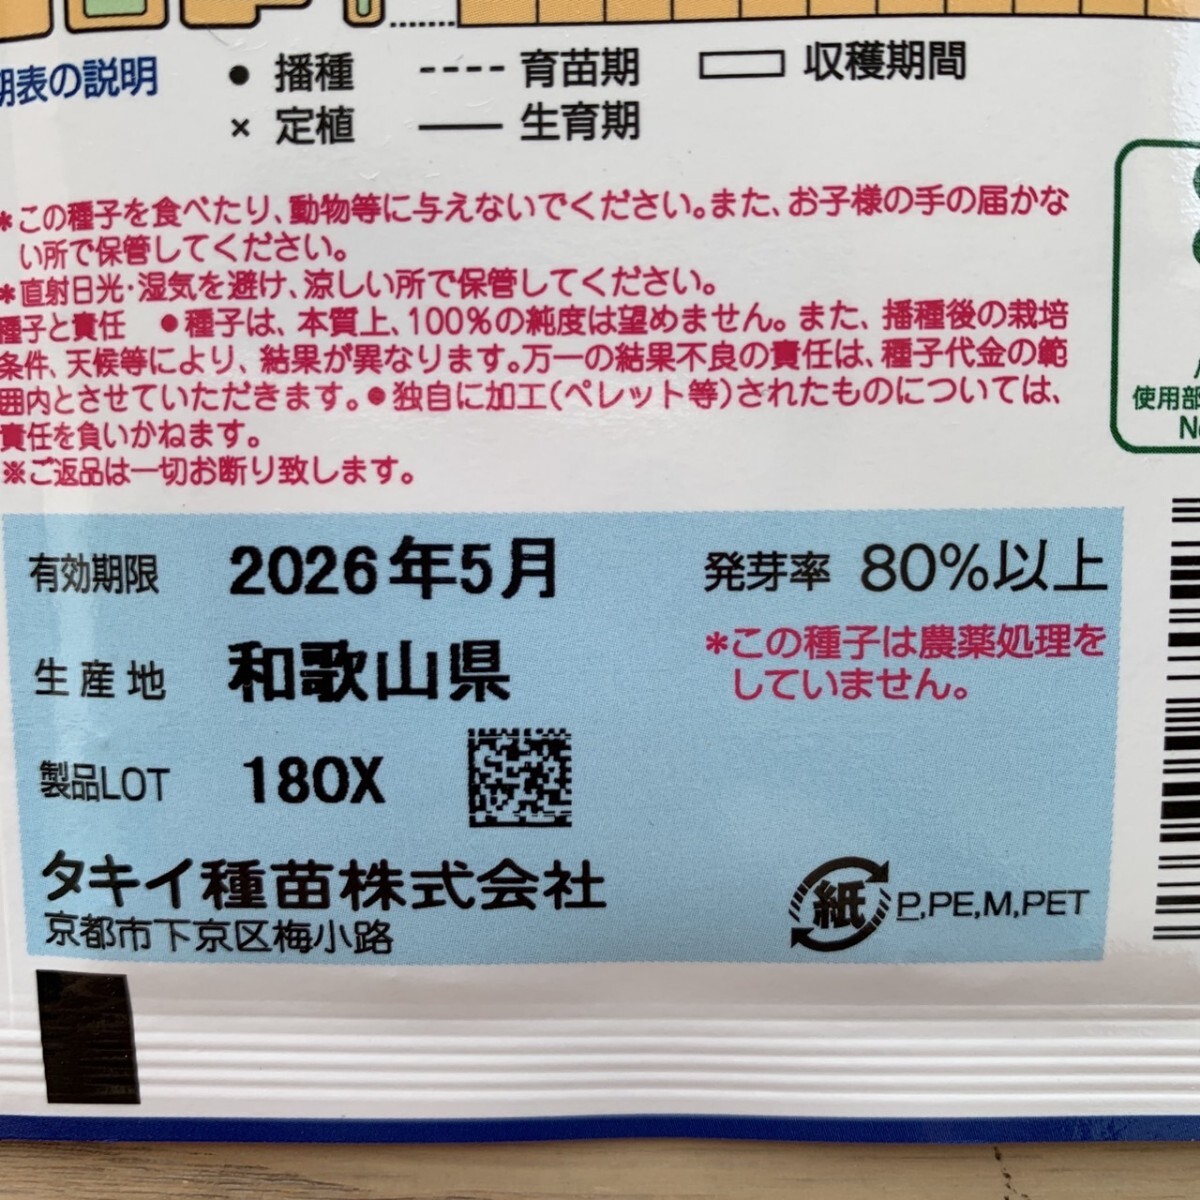 期表の説明 ● 播種 ---- 育苗期 収穫期間
× 定植 — 生育期
*この種子を食べたり、動物等に与えないでください。また、お子様の手の届かな
い所で保管してください。
*直射日光・湿気を避け、涼しい所で保管してください。
種子と責任 ●種子は、本質上、100%の純度は望めません。また、播種後の栽培
条件、天候等により、結果が異なります。万一の結果不良の責任は、種子代金の範
囲内とさせていただきます。●独自に加工(ペレット等)されたものについては、
責任を負いかねます。
※ご返品は一切お断り致します。
使用部
有効期限 2026年5月 発芽率 80%以上
*この種子は農薬処理を
していません。
生産地 和歌山県
製品LOT 180X
タキイ種苗株式会社
京都市下京区梅小路
紙 P,PE,M,PET